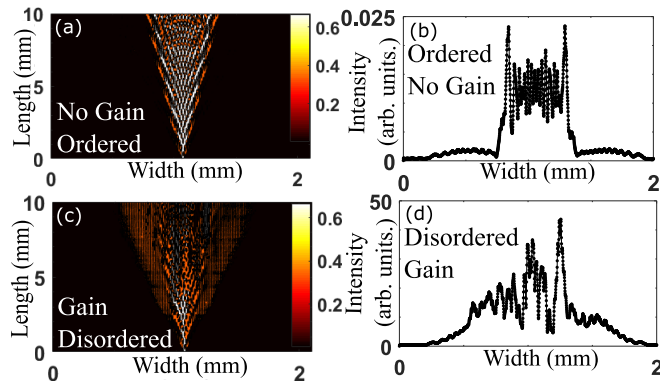 (a)
10
5
0
Length (mm)
No Gain
Ordered
0.6
0.4
0.2
0
Width (mm)
2
(b)
0.025
Intensity
(arb. units.)
Ordered
No Gain
0
0
Width (mm)
2
(c)
10
5
0
Length (mm)
Gain
Disordered
0.6
0.4
0.2
0
Width (mm)
2
(d)
50
Intensity
(arb. units.)
Disordered
Gain
0
0
Width (mm)
2